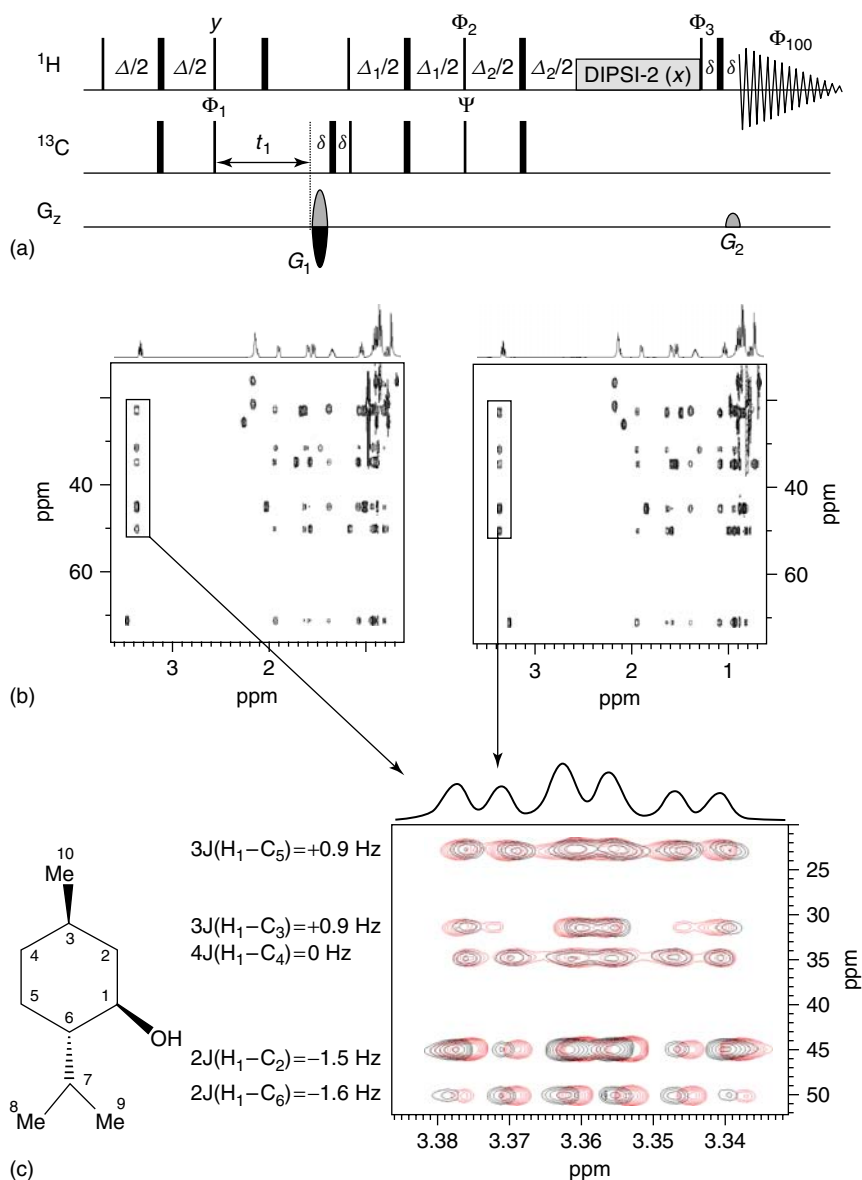 y Φ2 Φ3
Φ100
1H Δ/2 Δ/2 Δ1/2 Δ1/2 Δ2/2 Δ2/2 DIPSI-2 (x) δ δ
Φ1 Ψ
13C t1 δ δ
Gz
G1 G2
(a)
ppm 40 60
40 60 ppm
3 2
3 2 1
ppm ppm
(b)
10
Me
3
4 2
5 1
6 OH
7
8 9
Me Me
3J(H1–C5)=+0.9 Hz
3J(H1–C3)=+0.9 Hz
4J(H1–C4)=0 Hz
2J(H1–C2)=–1.5 Hz
2J(H1–C6)=–1.6 Hz
25
30
35
40
45
50
ppm
3.38 3.37 3.36 3.35 3.34
ppm
(c)